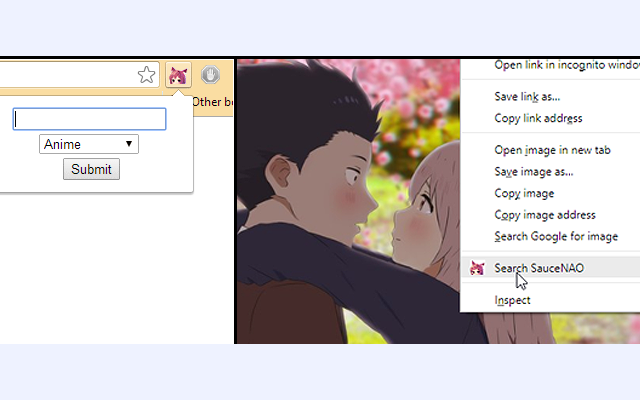 Other be
Anime
Submit
Open link in incognito window
Save link as...
Copy link address
Open image in new tab
Save image as...
Copy image
Copy image address
Search Google for image
Search SauceNAO
Inspect